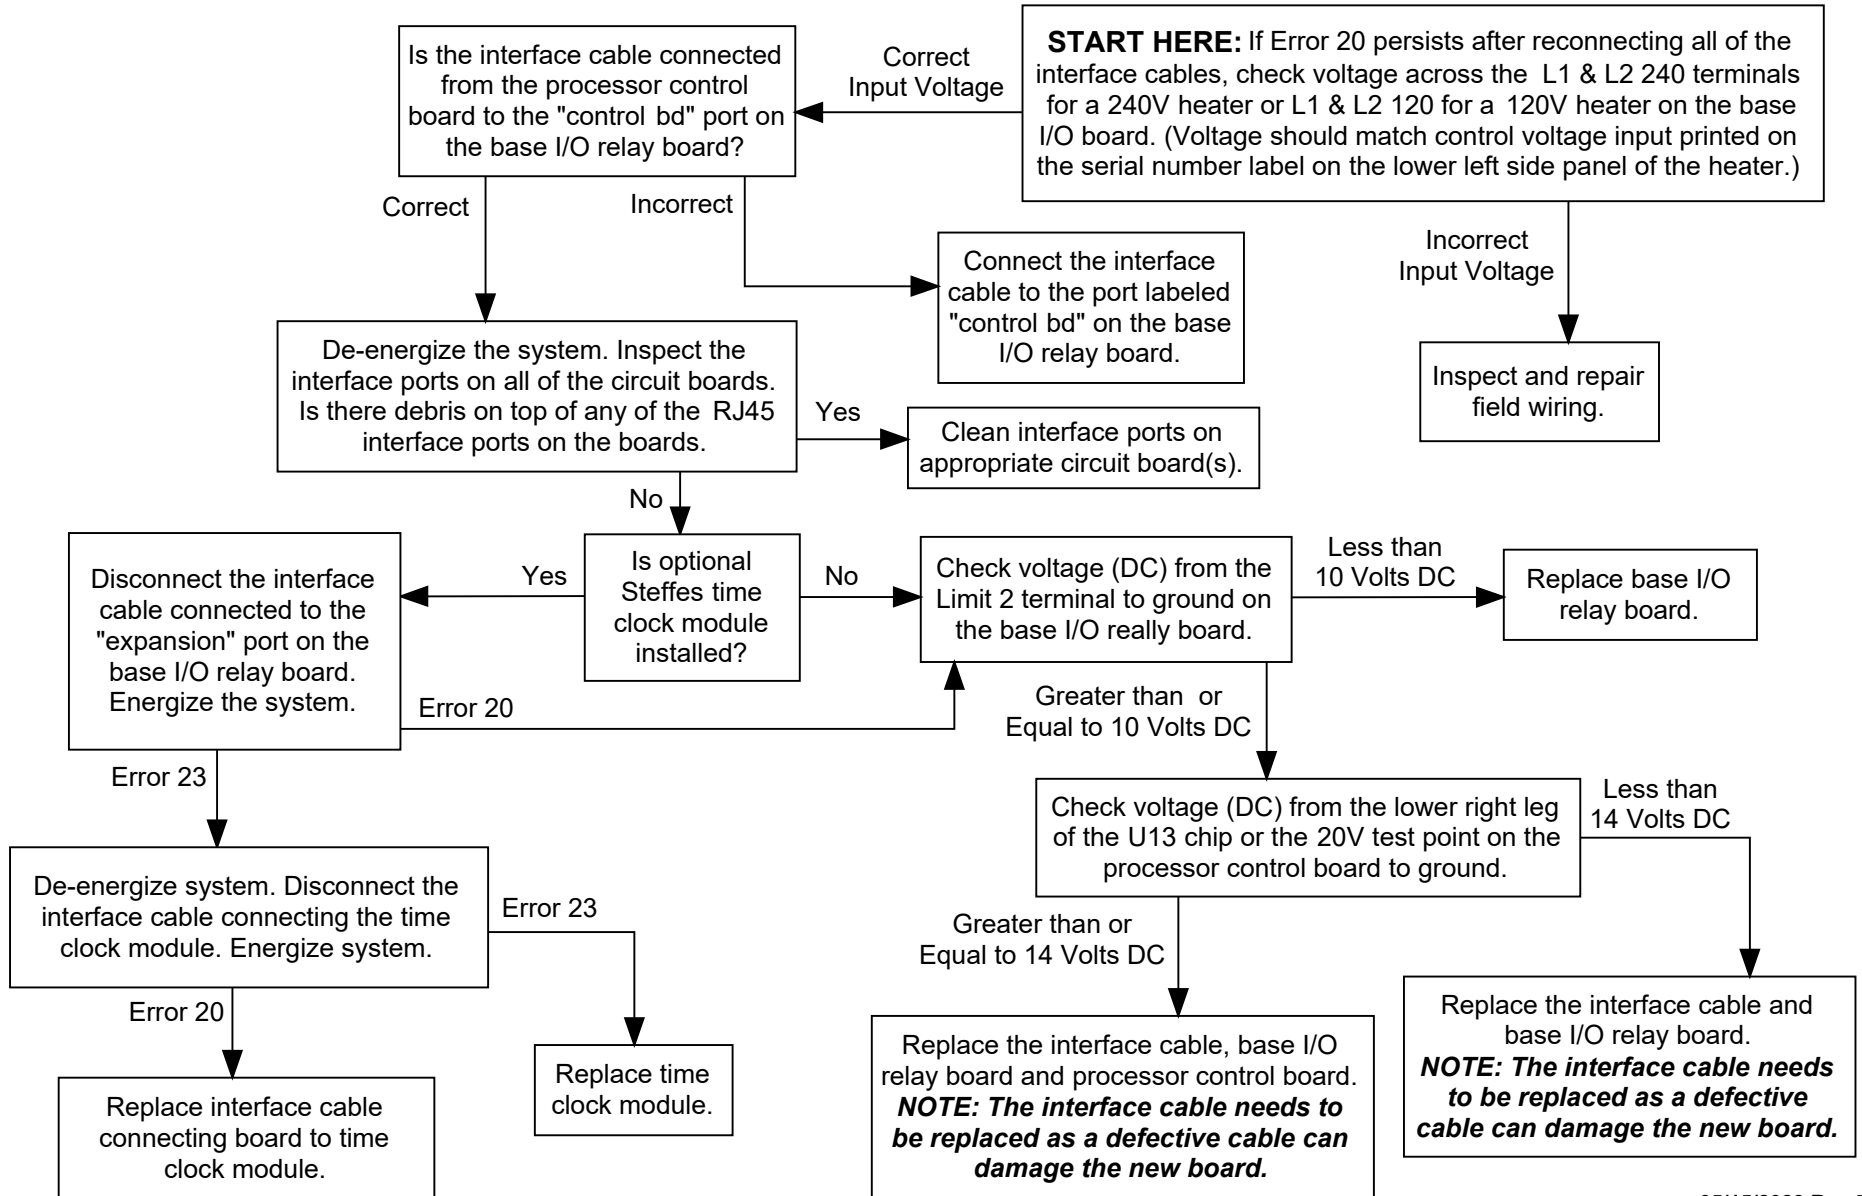 START HERE: If Error 20 persists after reconnecting all of the
interface cables, check voltage across the L1 & L2 240 terminals
for a 240V heater or L1 & L2 120 for a 120V heater on the base
I/O board. (Voltage should match control voltage input printed on
the serial number label on the lower left side panel of the heater.)
Correct
Input Voltage
Incorrect
Input Voltage
Inspect and repair
field wiring.
Is the interface cable connected
from the processor control
board to the "control bd" port on
the base I/O relay board?
Correct
Incorrect
Connect the interface
cable to the port labeled
"control bd" on the base
I/O relay board.
De-energize the system. Inspect the
interface ports on all of the circuit boards.
Is there debris on top of any of the RJ45
interface ports on the boards.
Yes
Clean interface ports on
appropriate circuit board(s).
No
Is optional
Steffes time
clock module
installed?
Yes
No
Disconnect the interface
cable connected to the
"expansion" port on the
base I/O relay board.
Energize the system.
Error 20
Error 23
Check voltage (DC) from the
Limit 2 terminal to ground on
the base I/O really board.
Less than
10 Volts DC
Replace base I/O
relay board.
Greater than or
Equal to 10 Volts DC
Check voltage (DC) from the lower right leg
of the U13 chip or the 20V test point on the
processor control board to ground.
Less than
14 Volts DC
Greater than or
Equal to 14 Volts DC
De-energize system. Disconnect the
interface cable connecting the time
clock module. Energize system.
Error 23
Error 20
Replace time
clock module.
Replace interface cable
connecting board to time
clock module.
Replace the interface cable, base I/O
relay board and processor control board.
NOTE: The interface cable needs to
be replaced as a defective cable can
damage the new board.
Replace the interface cable and
base I/O relay board.
NOTE: The interface cable needs
to be replaced as a defective
cable can damage the new board.